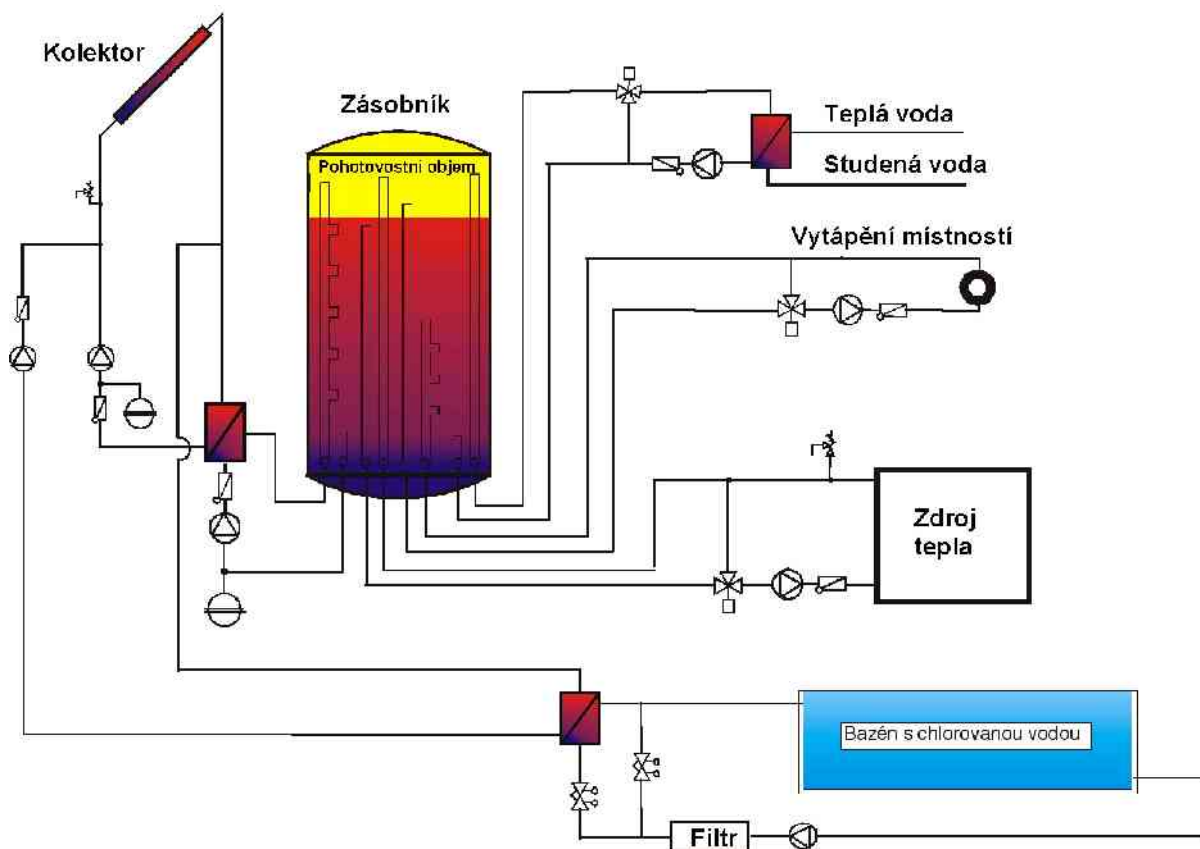 Kolektor
Zásobník
Pohotovostní objem
Teplá voda
Studená voda
Vytápění místností
Zdroj
tepla
Bazén s chlorovanou vodou
Filtr